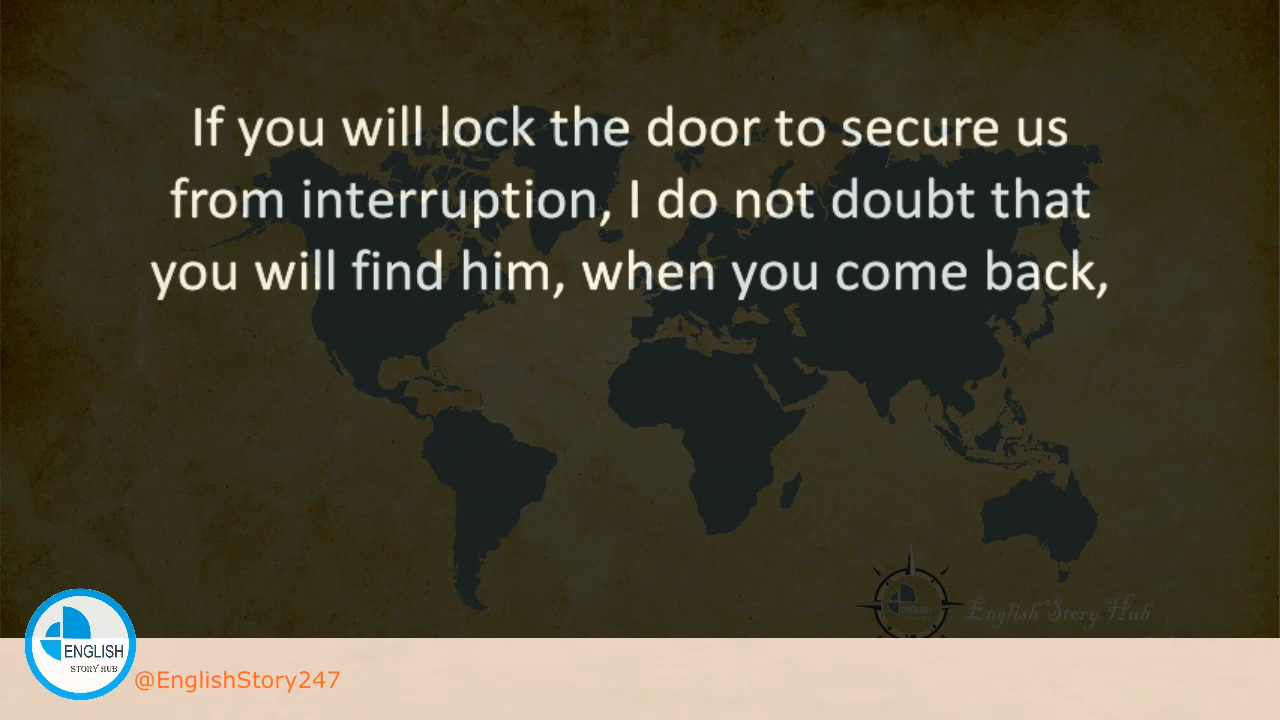 If you will lock the door to secure us
from interruption, I do not doubt that
you will find him, when you come back,
English Story Hub
ENGLISH
STORY HUB
@EnglishStory247